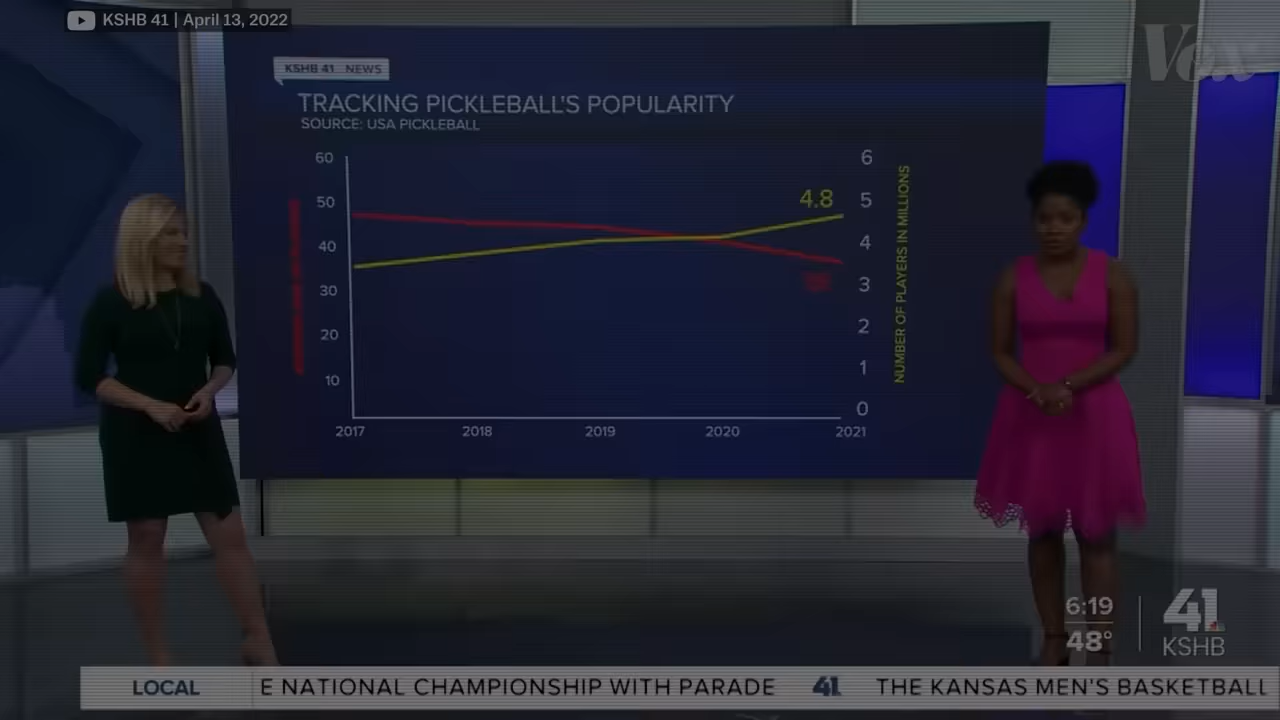 KSHB 41 | April 13, 2022
Vox
KSHB 41 NEWS
TRACKING PICKLEBALL'S POPULARITY
SOURCE: USA PICKLEBALL
60
50
40
30
20
10
4.8
6
5
4
3
2
1
0
NUMBER OF PLAYERS IN MILLIONS
2017 2018 2019 2020 2021
6:19
48°
41
KSHB
LOCAL E NATIONAL CHAMPIONSHIP WITH PARADE 41 THE KANSAS MEN'S BASKETBALL